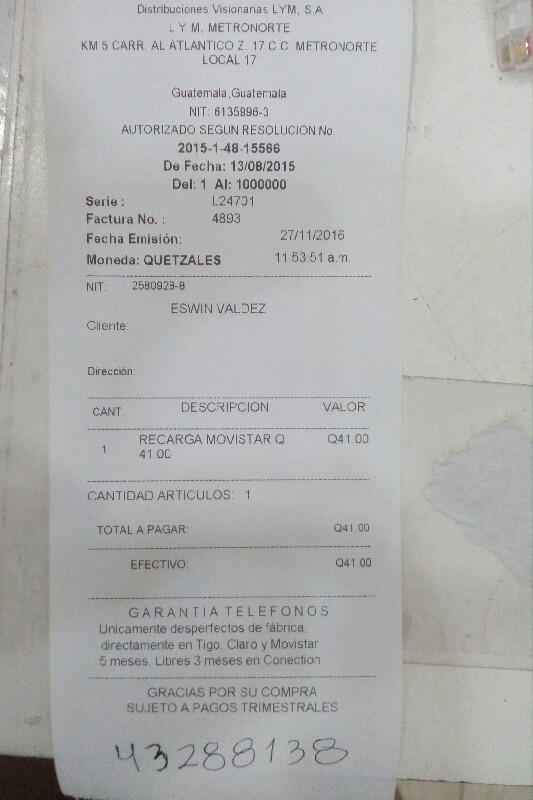 Distribuciones Visionarias LYM, S.A
L Y M, METRONORTE
KM 5 CARR. AL ATLANTICO Z. 17 C C. METRONORTE
LOCAL 17
Guatemala,Guatemala
NIT: 6135996-3
AUTORIZADO SEGUN RESOLUCION No.
2015-1-48-15566
De Fecha: 13/08/2015
Del: 1 Al: 1000000
Serie : L24701
Factura No. : 4893
Fecha Emisión: 27/11/2016
Moneda: QUETZALES 11:53:51 a.m.
NIT: 2580928-8
ESWIN VALDEZ
Cliente:
Dirección:
CANT. DESCRIPCION VALOR
1 RECARGA MOVISTAR Q Q41.00
41.00
CANTIDAD ARTICULOS: 1
TOTAL A PAGAR: Q41.00
EFECTIVO: Q41.00
GARANTIA TELEFONOS
Unicamente desperfectos de fábrica,
directamente en Tigo, Claro y Movistar
5 meses, Libres 3 meses en Conection
GRACIAS POR SU COMPRA
SUJETO A PAGOS TRIMESTRALES
43288138